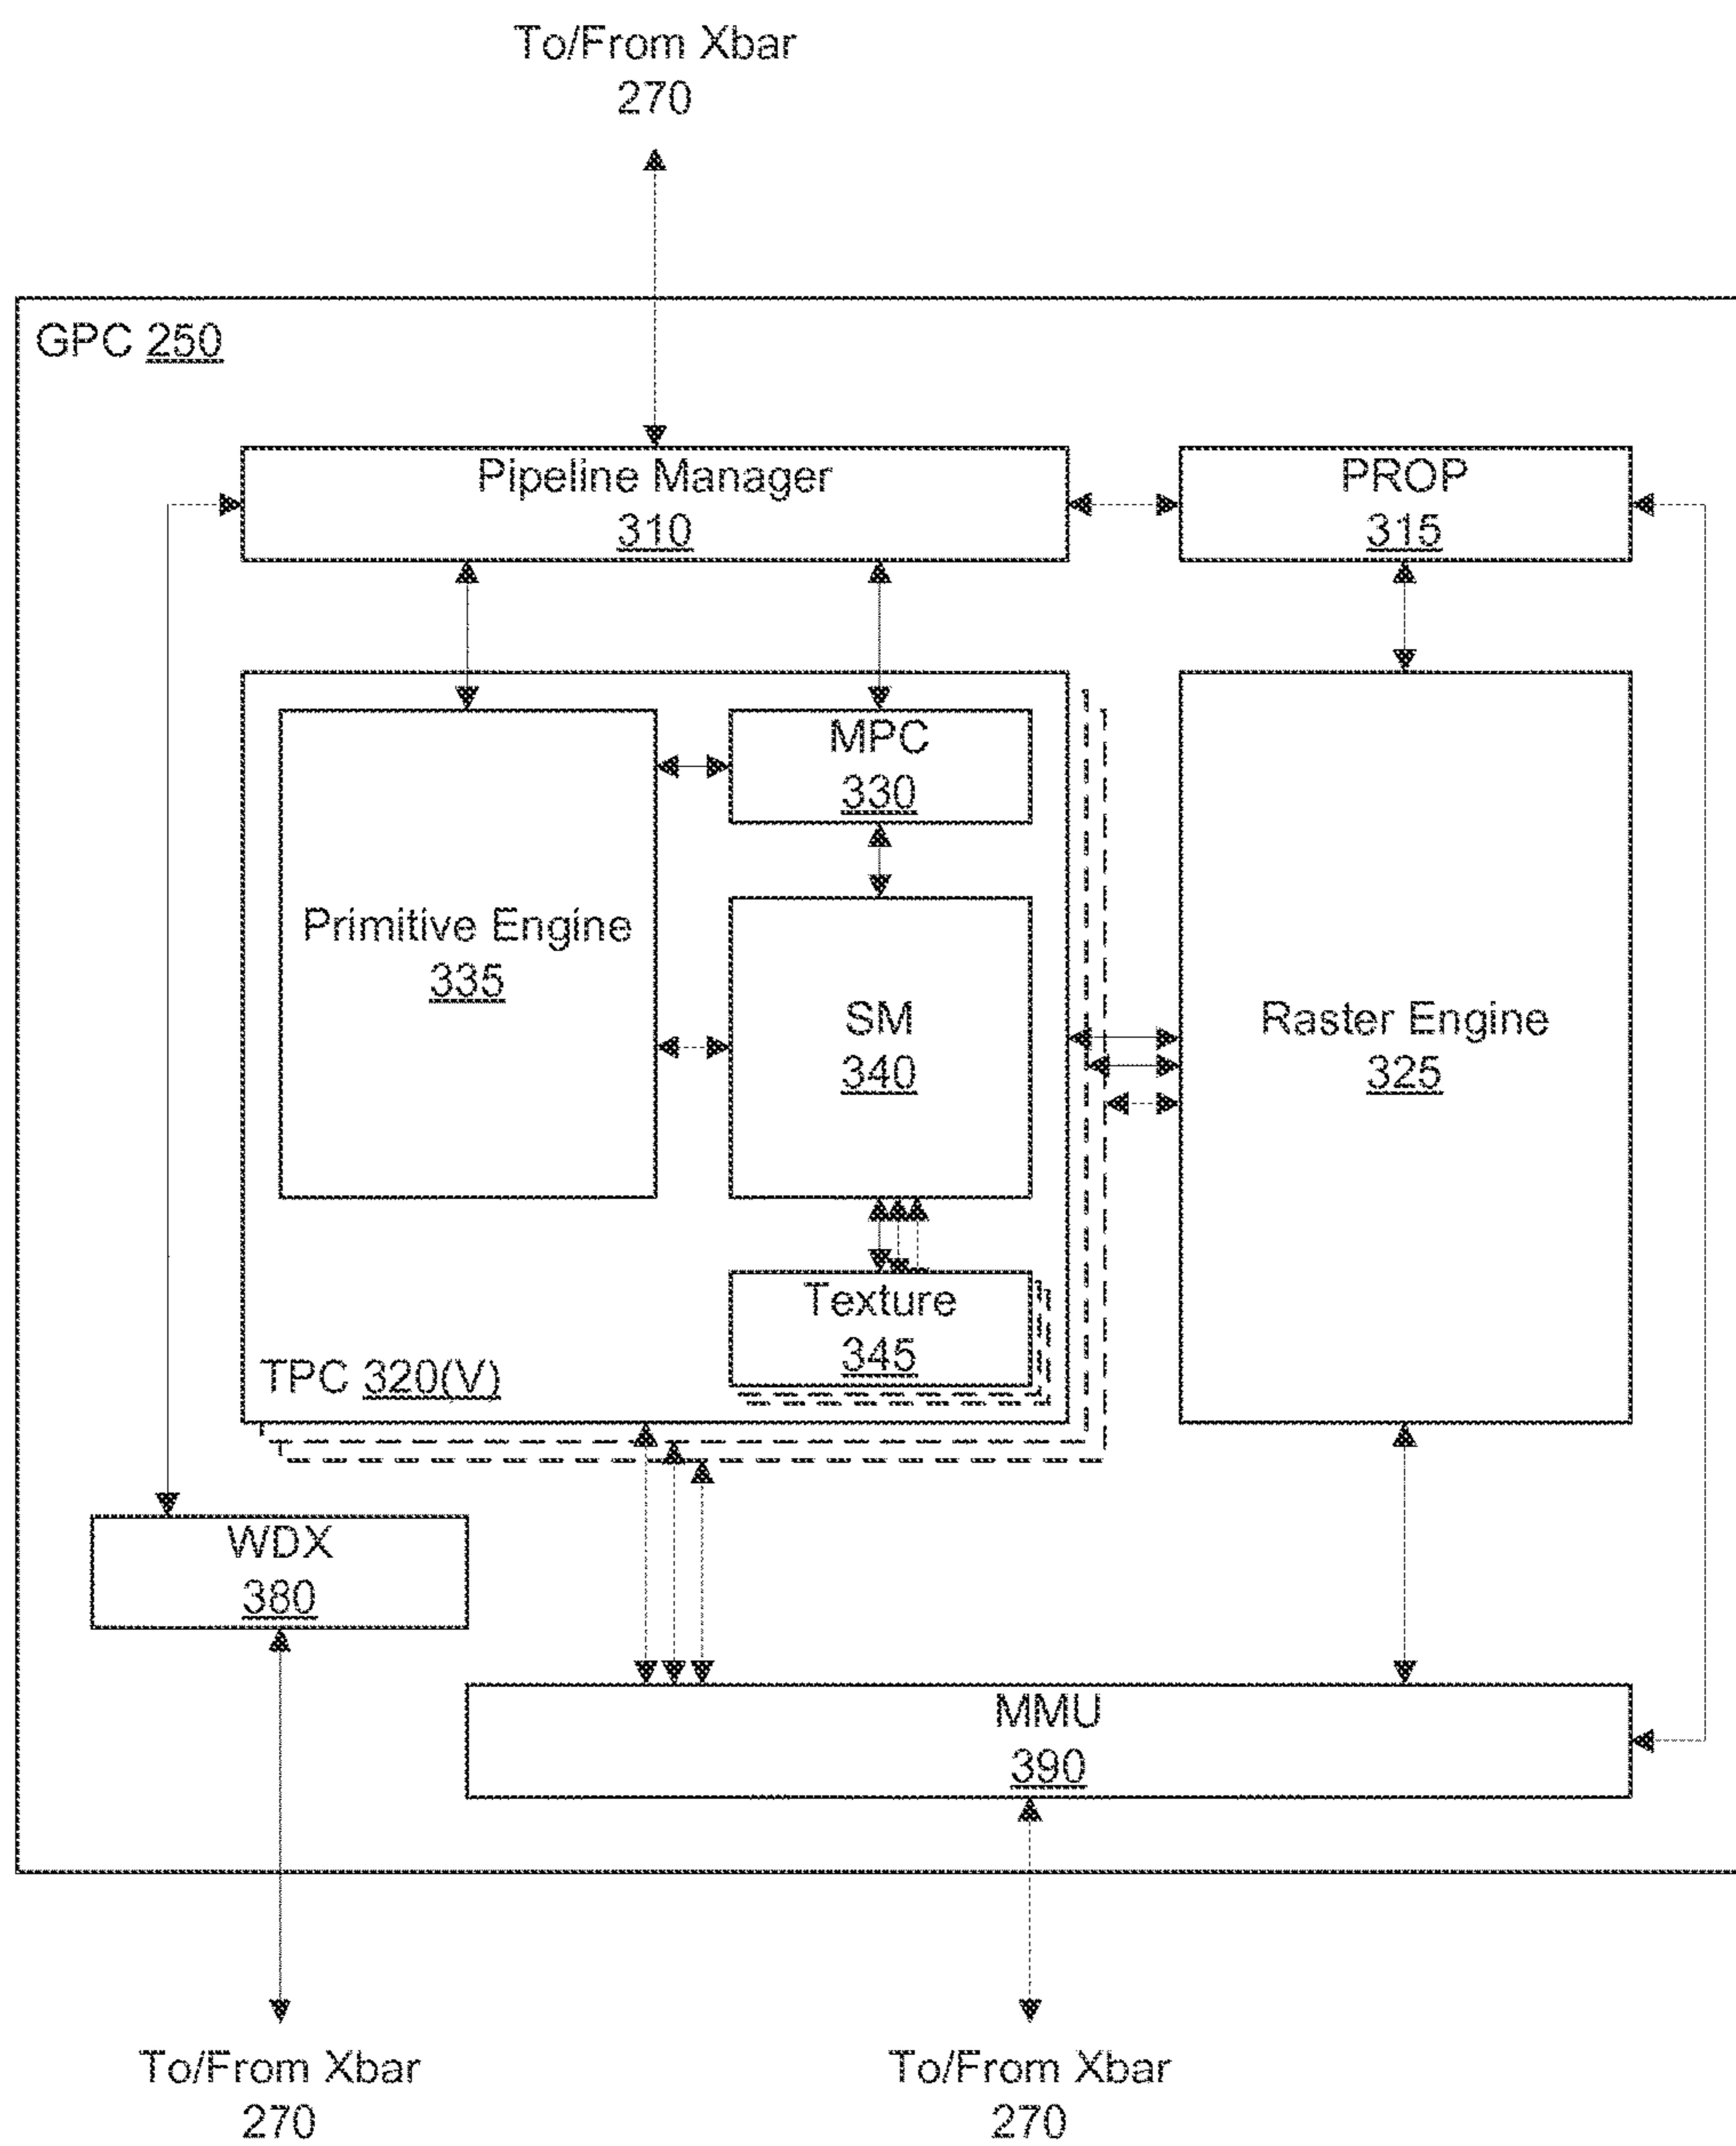 To/From Xbar
270
GPC 250
Pipeline Manager
310
PROP
315
MPC
330
Primitive Engine
335
SM
340
Raster Engine
325
Texture
345
TPC 320(V)
WDX
380
MMU
390
To/From Xbar
270
To/From Xbar
270